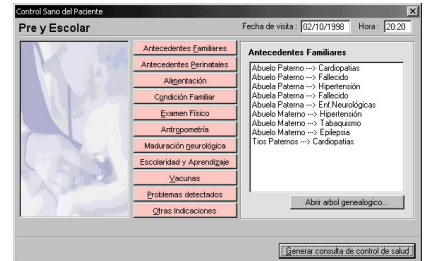 Control Sano del Paciente
Pre y Escolar
Fecha de visita : 02/10/1998 Hora : 20:20
Antecedentes Familiares
Antecedentes Perinatales
Alimentación
Condición Familiar
Examen Físico
Antropometría
Maduración neurológica
Escolaridad y Aprendizaje
Vacunas
Problemas detectados
Otras Indicaciones
Antecedentes Familiares
Abuelo Paterno ---> Cardiopatias
Abuelo Paterno ---> Fallecido
Abuela Paterna ---> Hipertensión
Abuela Paterna ---> Fallecido
Abuela Paterna ---> Enf.Neurológicas
Abuelo Materno ---> Hipertensión
Abuelo Materno ---> Tabaquismo
Abuelo Materno ---> Epilepsia
Tios Paternos ---> Cardiopatias
Abrir arbol genealogico...
Generar consulta de control de salud